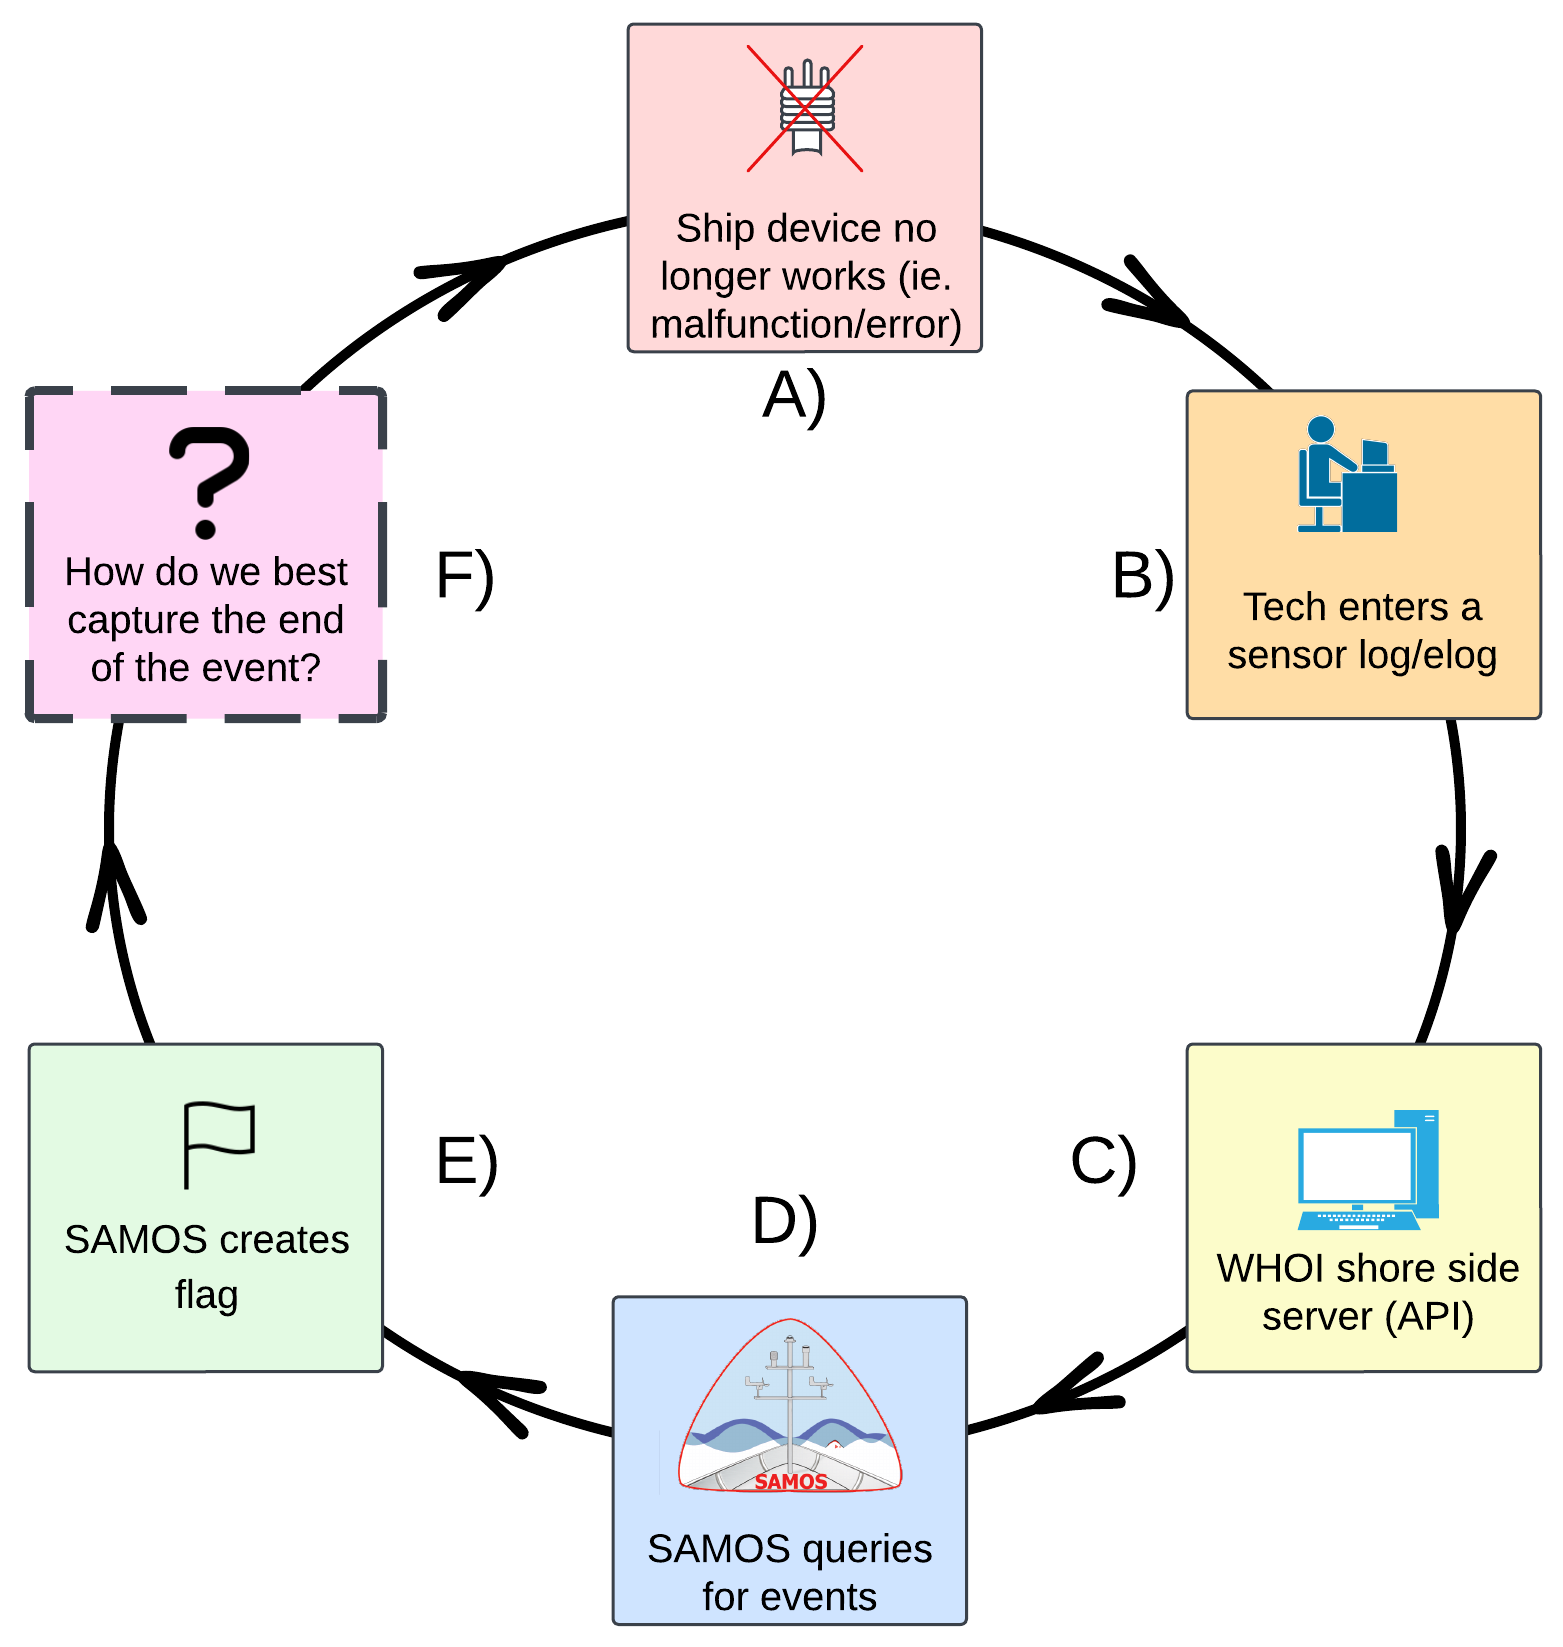 Ship device no
longer works (ie.
malfunction/error)
A)
B)
Tech enters a
sensor log/elog
C)
WHOI shore side
server (API)
D)
SAMOS
SAMOS queries
for events
E)
SAMOS creates
flag
F)
?
How do we best
capture the end
of the event?